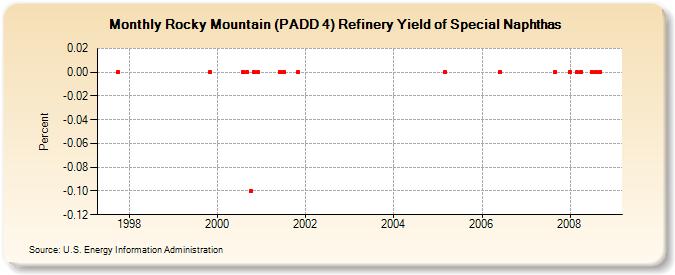 Monthly Rocky Mountain (PADD 4) Refinery Yield of Special Naphthas
Percent
0.02
0.00
-0.02
-0.04
-0.06
-0.08
-0.10
-0.12
1998 2000 2002 2004 2006 2008
Source: U.S. Energy Information Administration